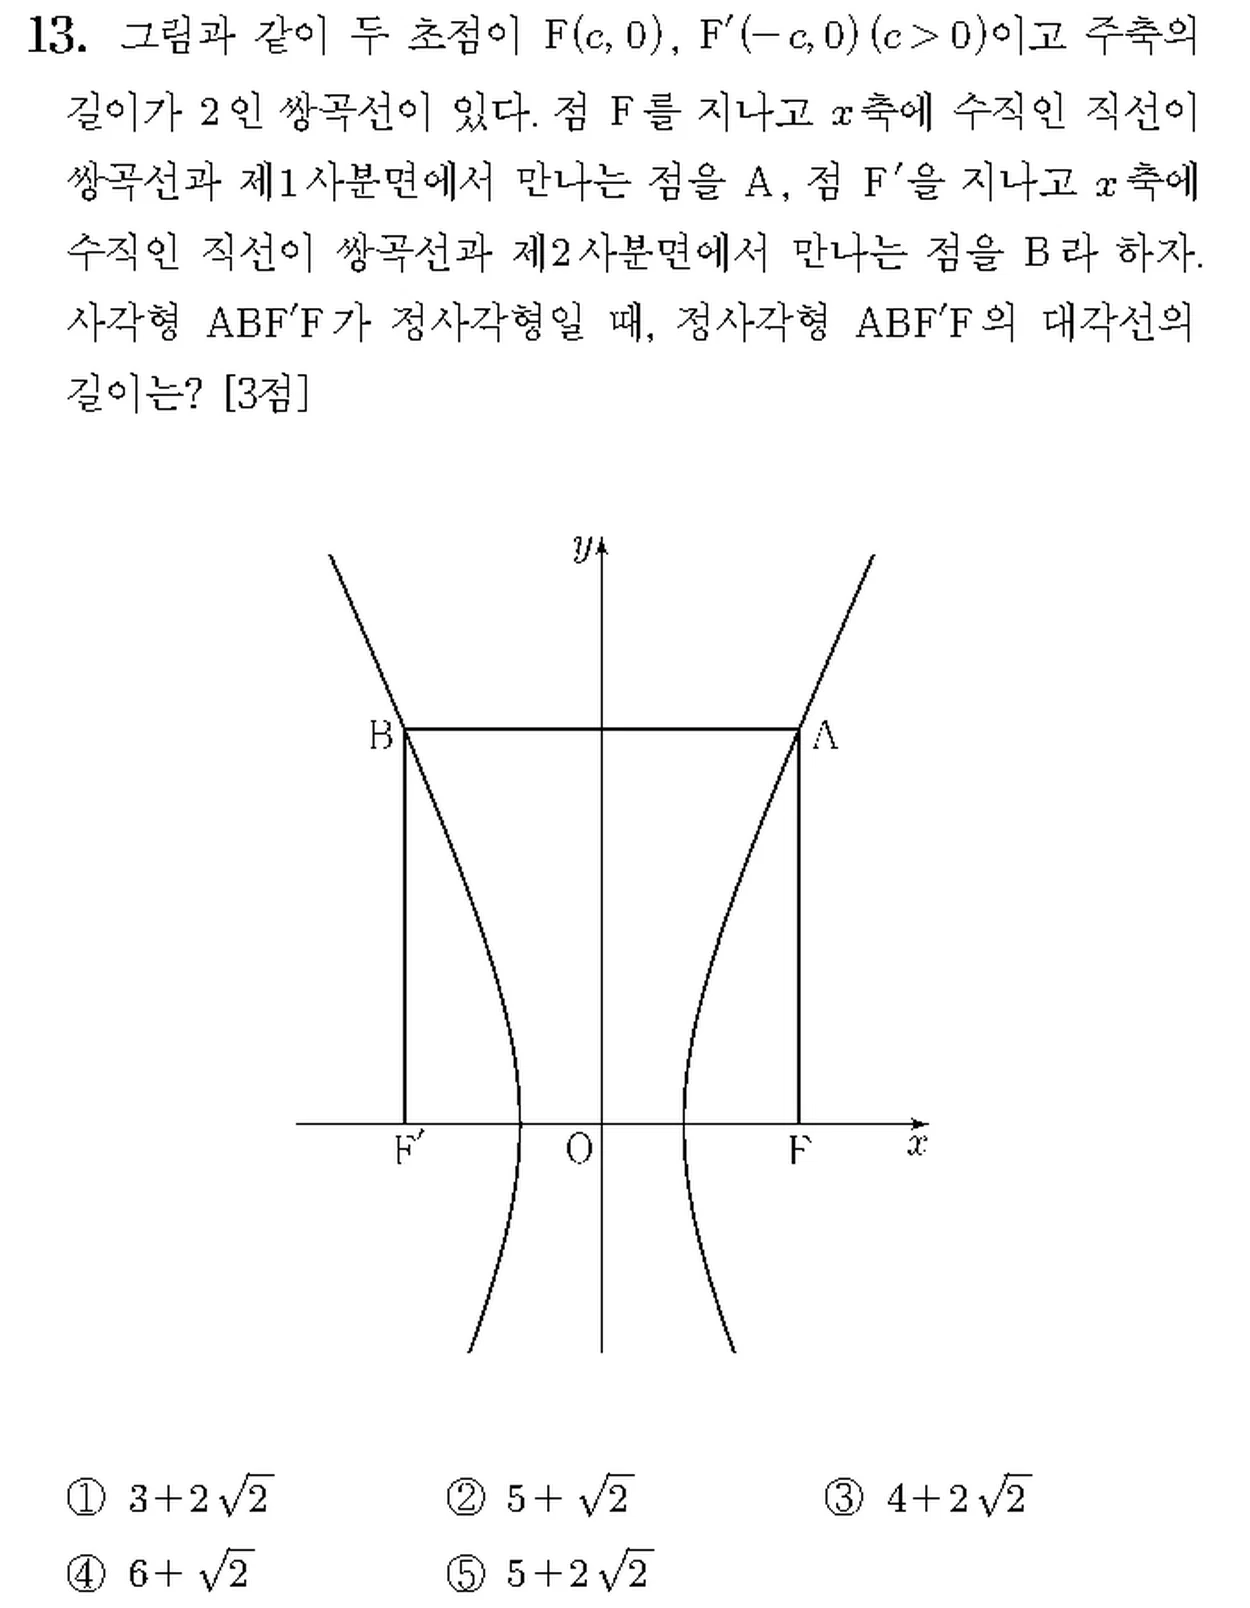 13. 그림과 같이 두 초점이 F(c, 0), F′(−c, 0) (c > 0)이고 주축의
길이가 2인 쌍곡선이 있다. 점 F를 지나고 x축에 수직인 직선이
쌍곡선과 제1사분면에서 만나는 점을 A, 점 F′을 지나고 x축에
수직인 직선이 쌍곡선과 제2사분면에서 만나는 점을 B라 하자.
사각형 ABF′F가 정사각형일 때, 정사각형 ABF′F의 대각선의
길이는? [3점]
y
B A
F′ O F x
① 3+2√2 ② 5+√2 ③ 4+2√2
④ 6+√2 ⑤ 5+2√2